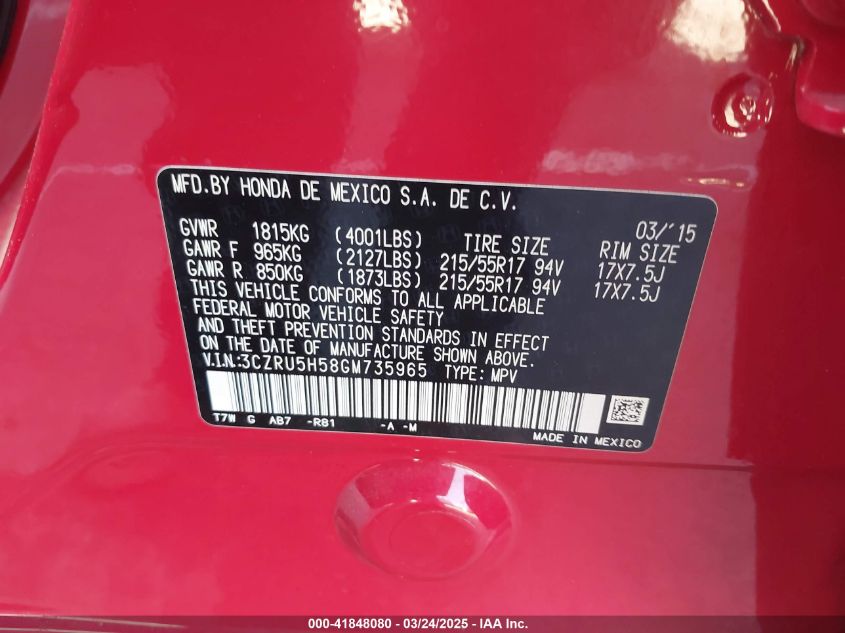 MFD.BY HONDA DE MEXICO S.A. DE C.V.
03/'15
GVWR 1815KG (4001LBS) TIRE SIZE RIM SIZE
GAWR F 965KG (2127LBS) 215/55R17 94V 17X7.5J
GAWR R 850KG (1873LBS) 215/55R17 94V 17X7.5J
THIS VEHICLE CONFORMS TO ALL APPLICABLE
FEDERAL MOTOR VEHICLE SAFETY
AND THEFT PREVENTION STANDARDS IN EFFECT
ON THE DATE OF MANUFACTURE SHOWN ABOVE.
V.I.N:3CZRU5H58GM735965 TYPE: MPV
T7W G AB7 -R81 -A -M
MADE IN MEXICO
000-41848080 - 03/24/2025 - IAA Inc.